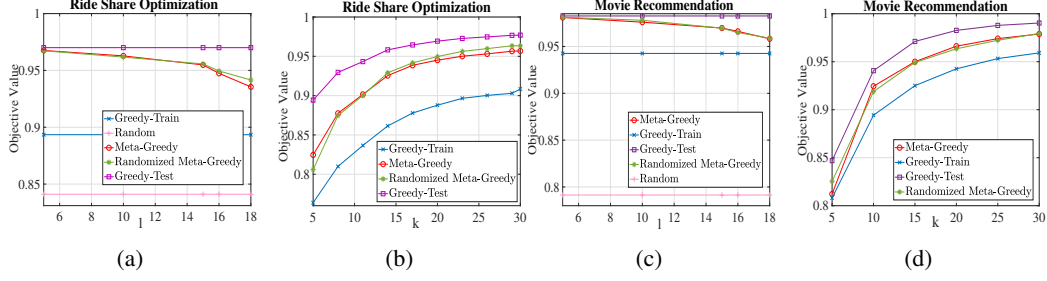 Ride Share Optimization
Objective Value
1
0.95
0.9
0.85
Greedy-Train
Random
Meta-Greedy
Randomized Meta-Greedy
Greedy-Test
6 8 10 12 14 16 18
l
(a)
Ride Share Optimization
Objective Value
1
0.95
0.9
0.85
0.8
Greedy-Train
Meta-Greedy
Randomized Meta-Greedy
Greedy-Test
5 10 15 20 25 30
k
(b)
Movie Recommendation
Objective Value
0.95
0.9
0.85
0.8
Meta-Greedy
Greedy-Train
Greedy-Test
Randomized Meta-Greedy
Random
6 8 10 12 14 16 18
l
(c)
Movie Recommendation
Objective Value
1
0.95
0.9
0.85
0.8
Meta-Greedy
Greedy-Train
Greedy-Test
Randomized Meta-Greedy
5 10 15 20 25 30
k
(d)